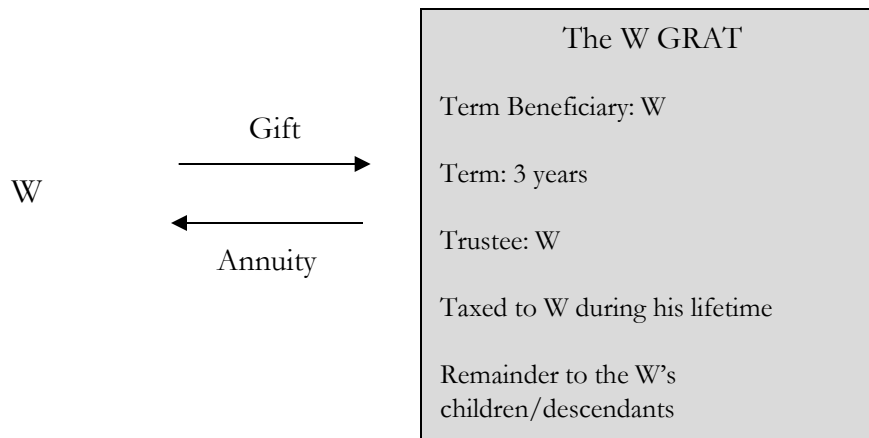 The W GRAT
Term Beneficiary: W
Gift
Term: 3 years
W
Trustee: W
Annuity
Taxed to W during his lifetime
Remainder to the W's
children/descendants